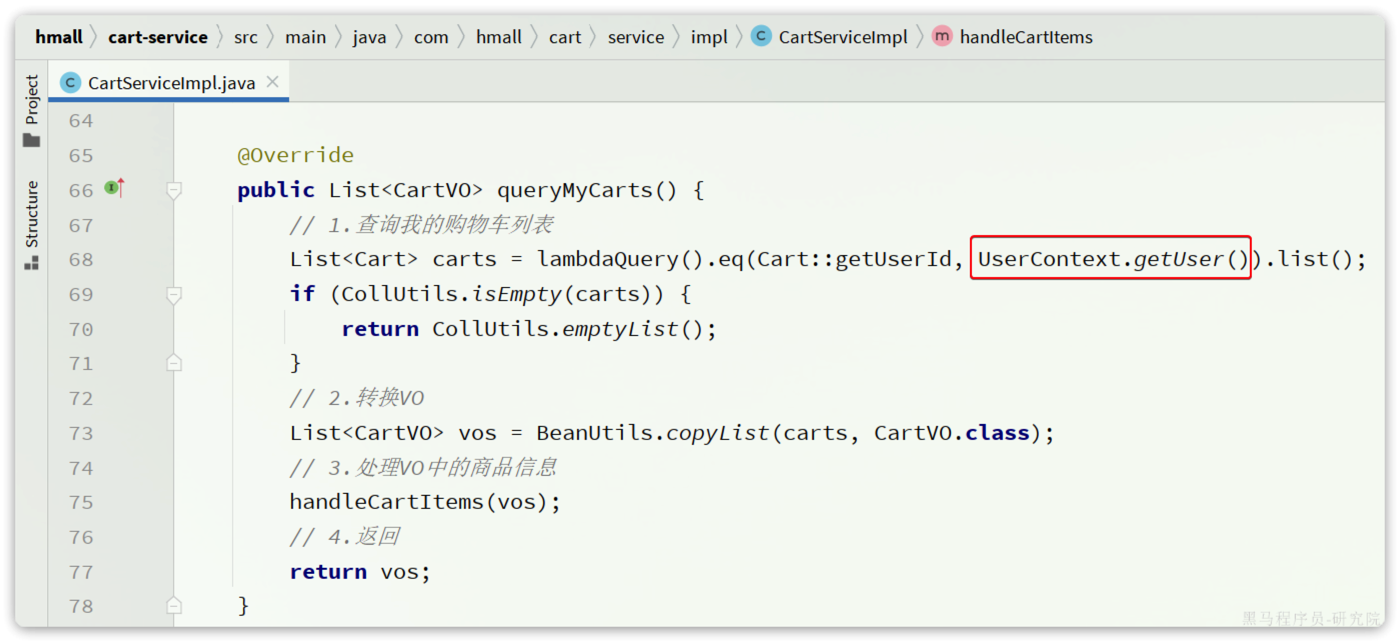 hmall 〉 cart-service 〉 src 〉 main 〉 java 〉 com 〉 hmall 〉 cart 〉 service 〉 impl 〉 C CartServiceImpl 〉 m handleCartItems
Project
Structure
C CartServiceImpl.java ×
64
65 @Override
66 I public List<CartVO> queryMyCarts() {
67 // 1.查询我的购物车列表
68 List<Cart> carts = lambdaQuery().eq(Cart::getUserId, UserContext.getUser()).list();
69 if (CollUtils.isEmpty(carts)) {
70 return CollUtils.emptyList();
71 }
72 // 2.转换VO
73 List<CartVO> vos = BeanUtils.copyList(carts, CartVO.class);
74 // 3.处理VO中的商品信息
75 handleCartItems(vos);
76 // 4.返回
77 return vos;
78 }
黑马程序员-研究院